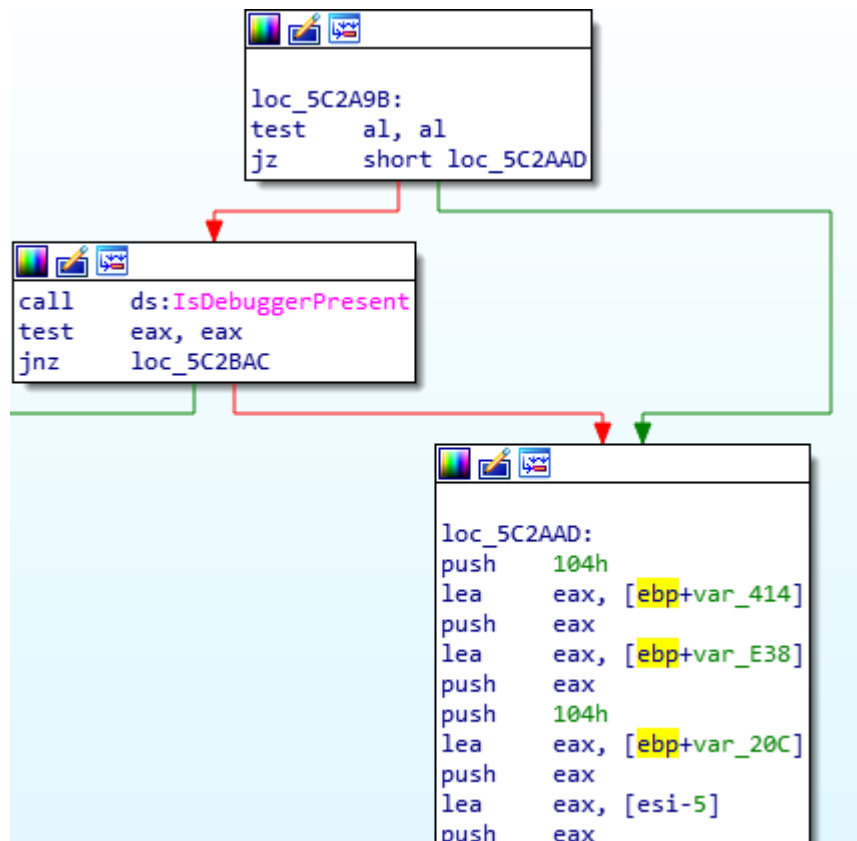 loc_5C2A9B:
test al, al
jz short loc_5C2AAD
call ds:IsDebuggerPresent
test eax, eax
jnz loc_5C2BAC
loc_5C2AAD:
push 104h
lea eax, [ebp+var_414]
push eax
lea eax, [ebp+var_E38]
push eax
push 104h
lea eax, [ebp+var_20C]
push eax
lea eax, [esi-5]
push eax